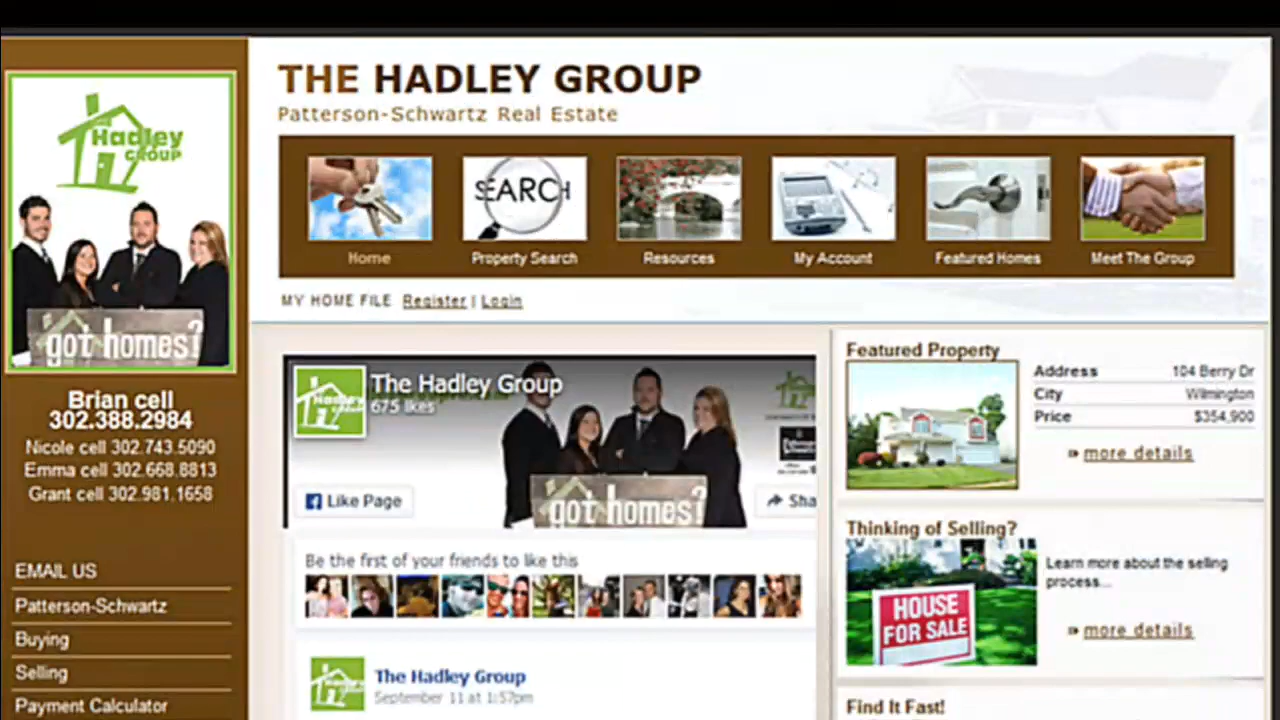 THE HADLEY GROUP
Patterson-Schwartz Real Estate
The
Hadley
GROUP
got homes?
SEARCH
Home
Property Search
Resources
My Account
Featured Homes
Meet The Group
MY HOME FILE Register | Login
Brian cell
302.388.2984
Nicole cell 302.743.5090
Emma cell 302.668.8813
Grant cell 302.981.1658
EMAIL US
Patterson-Schwartz
Buying
Selling
Payment Calculator
The Hadley Group
675 likes
Hadley
got homes?
Like Page
Sha
Be the first of your friends to like this
The Hadley Group
September 11 at 1:57pm
Featured Property
Address 104 Berry Dr
City Wilmington
Price $354,900
more details
Thinking of Selling?
HOUSE
FOR SALE
Learn more about the selling
process...
more details
Find It Fast!